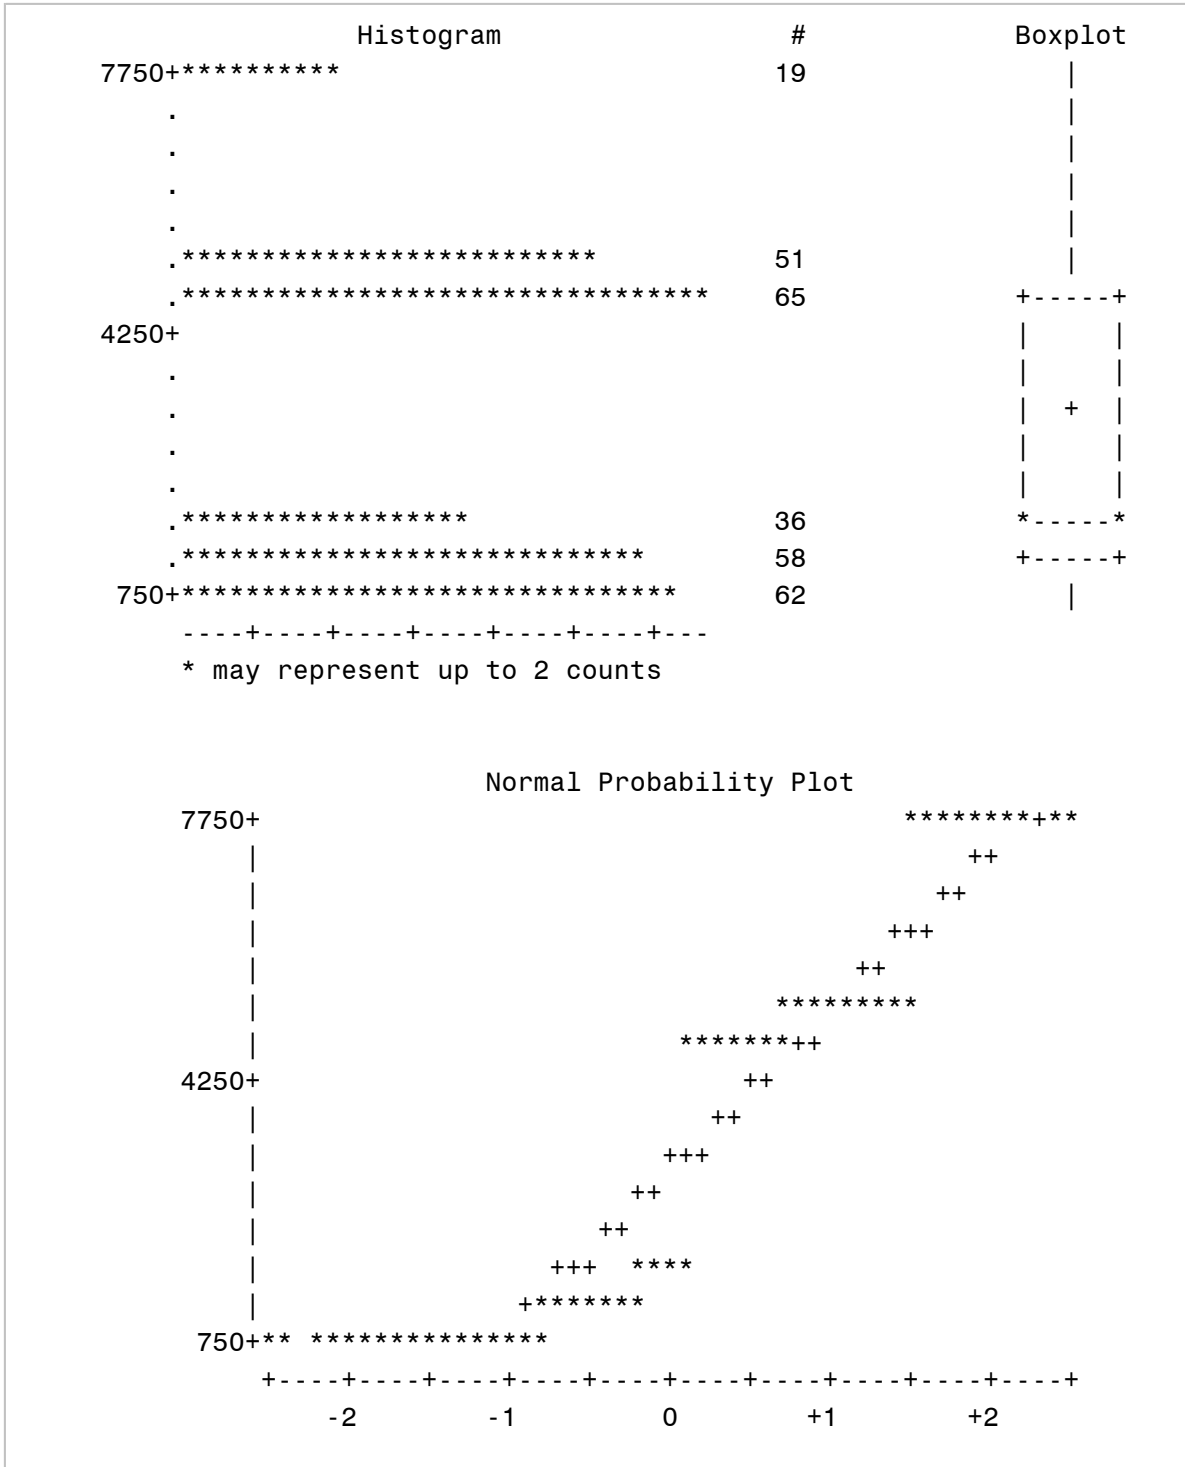 Histogram # Boxplot
7750+********** 19 |
. |
. |
. |
. |
.************************** 51 |
.********************************* 65 +-----+
4250+ | |
. | |
. | + |
. | |
. | |
.****************** 36 *-----*
.***************************** 58 +-----+
750+******************************* 62 |
----+----+----+----+----+----+---
* may represent up to 2 counts
Normal Probability Plot
7750+ ********+**
| ++
| ++
| +++
| ++
| *********
| *******++
4250+ ++
| ++
| +++
| ++
| ++
| +++ ****
| +*******
750+** ***************
+----+----+----+----+----+----+----+----+----+----+
-2 -1 0 +1 +2